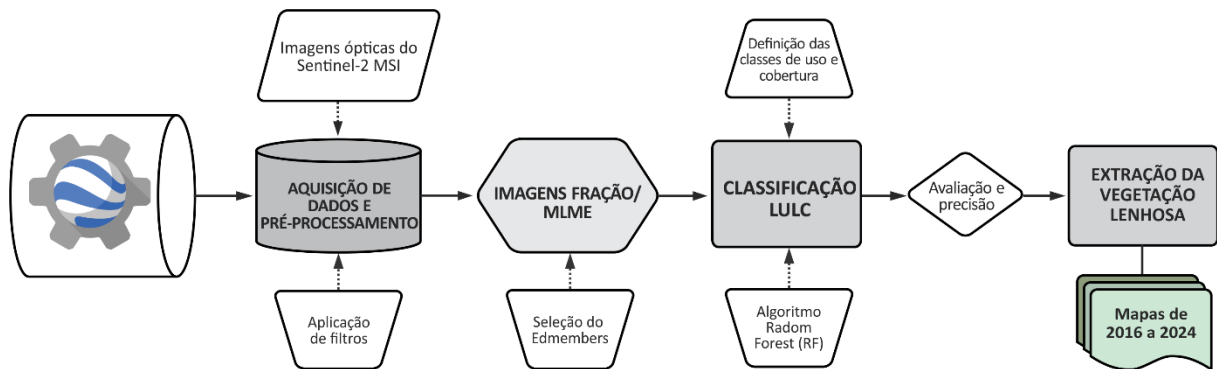 Imagens ópticas do
Sentinel-2 MSI
Definição das
classes de uso e
cobertura
AQUISIÇÃO DE
DADOS E
PRÉ-PROCESSAMENTO
IMAGENS FRAÇÃO/
MLME
CLASSIFICAÇÃO
LULC
Avaliação e
precisão
EXTRAÇÃO DA
VEGETAÇÃO
LENHOSA
Aplicação
de filtros
Seleção do
Edmembers
Algoritmo
Radom
Forest (RF)
Mapas de
2016 a 2024